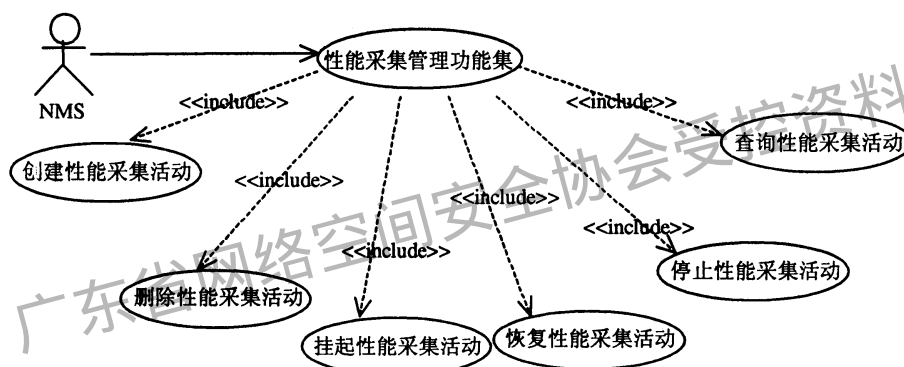 性能采集管理功能集
NMS
<<include>>
<<include>>
查询性能采集活动
创建性能采集活动
<<include>>
<<include>>
<<include>>
<<include>>
停止性能采集活动
删除性能采集活动
挂起性能采集活动
恢复性能采集活动
广东省网络空间安全协会受控资料